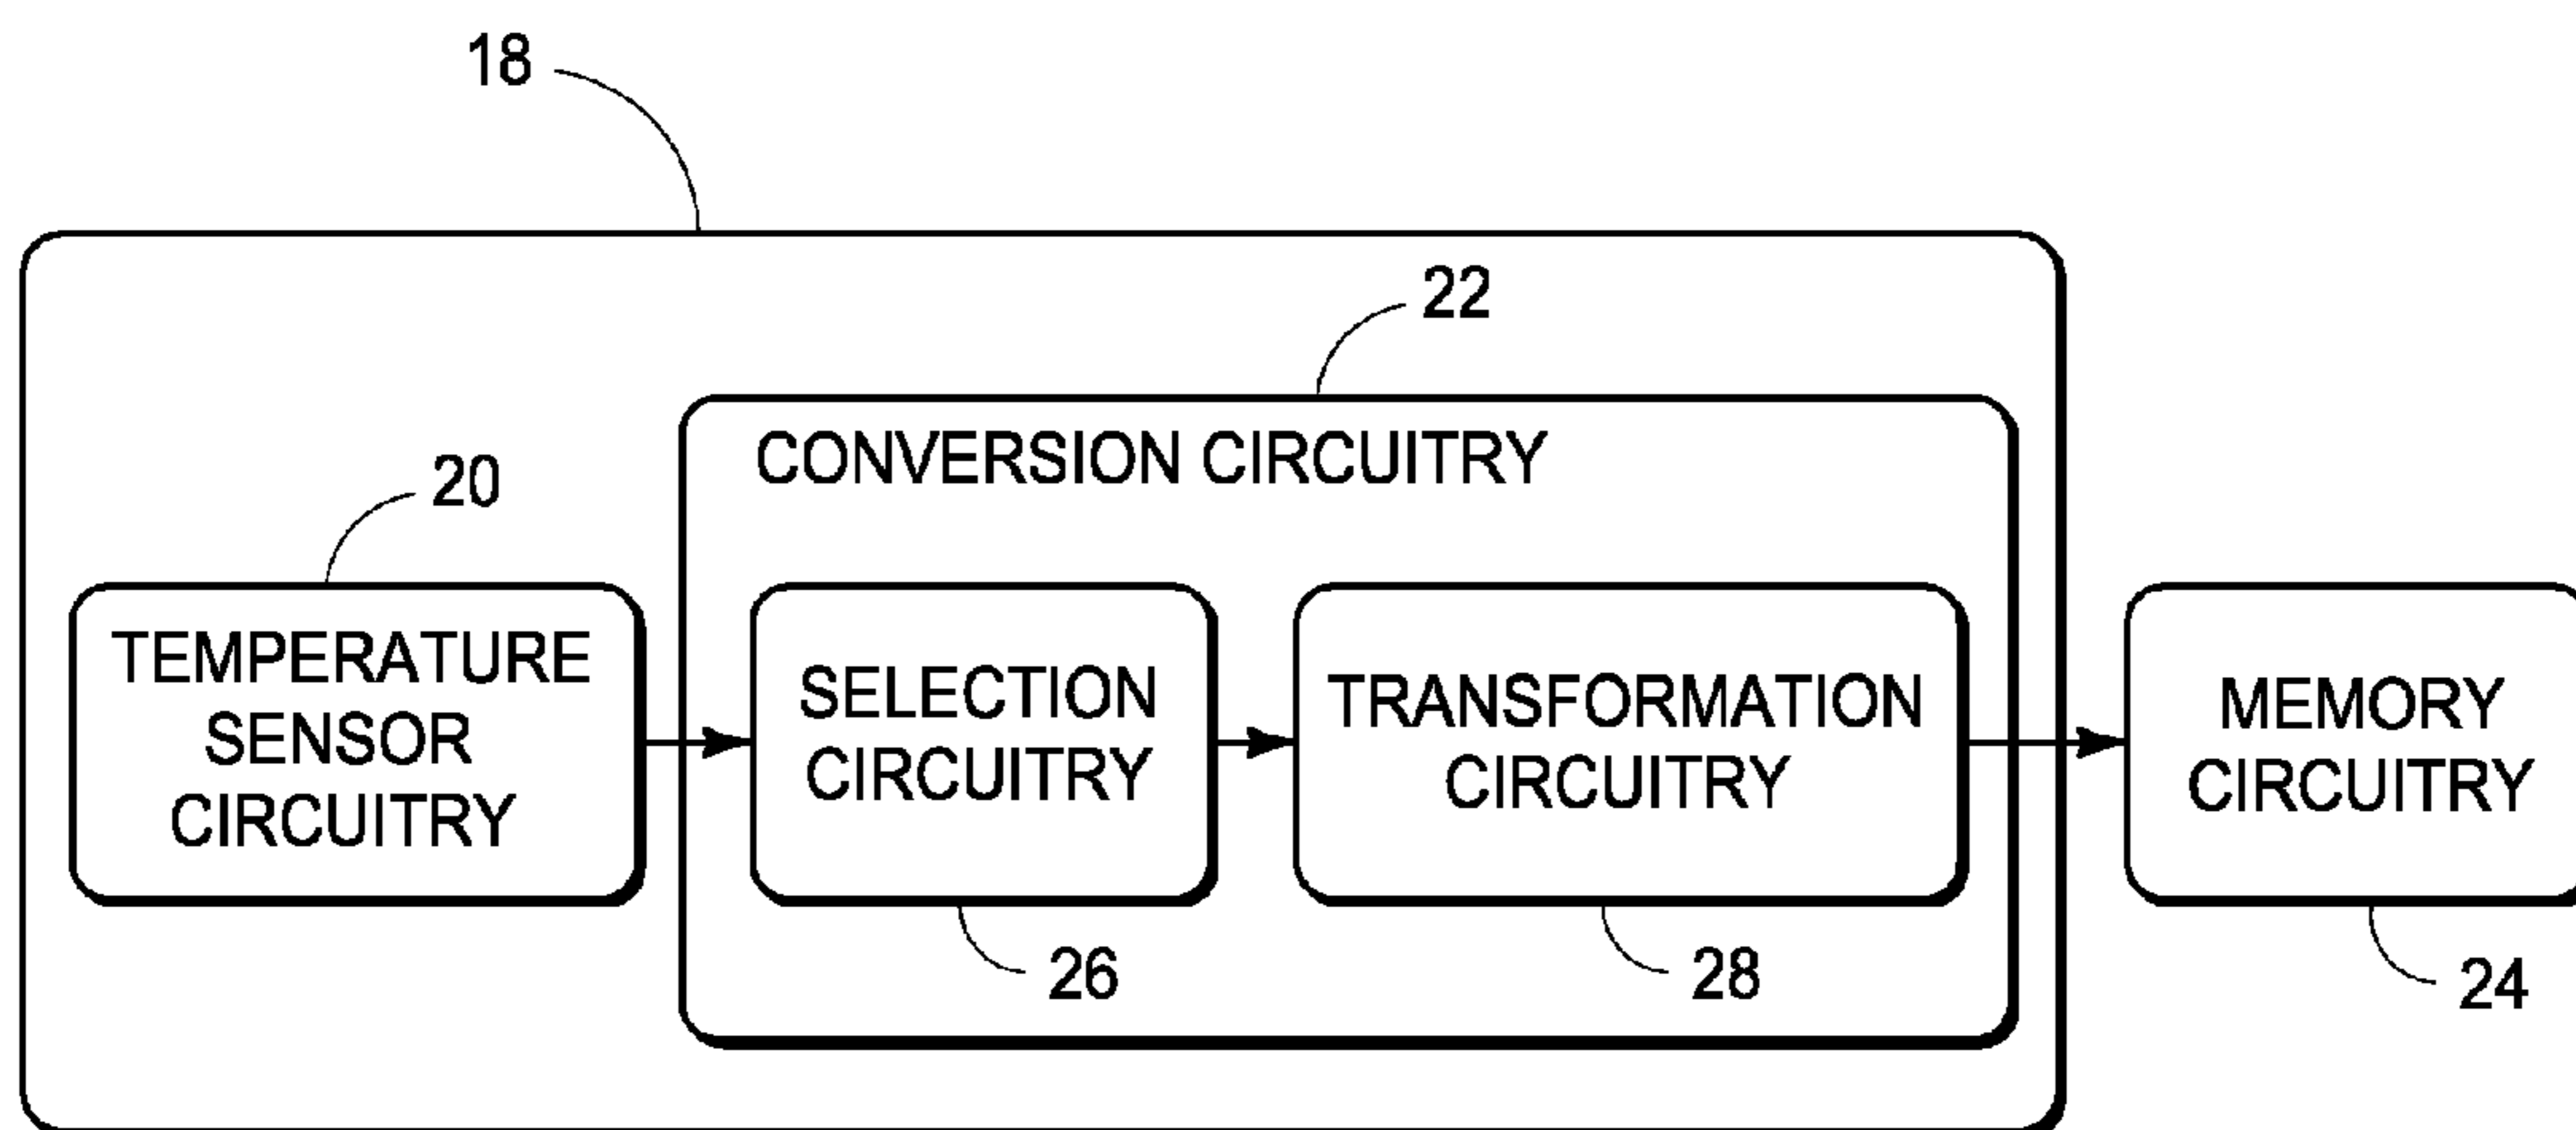 18
22
CONVERSION CIRCUITRY
20
TEMPERATURE
SENSOR
CIRCUITRY
SELECTION
CIRCUITRY
TRANSFORMATION
CIRCUITRY
MEMORY
CIRCUITRY
26
28
24